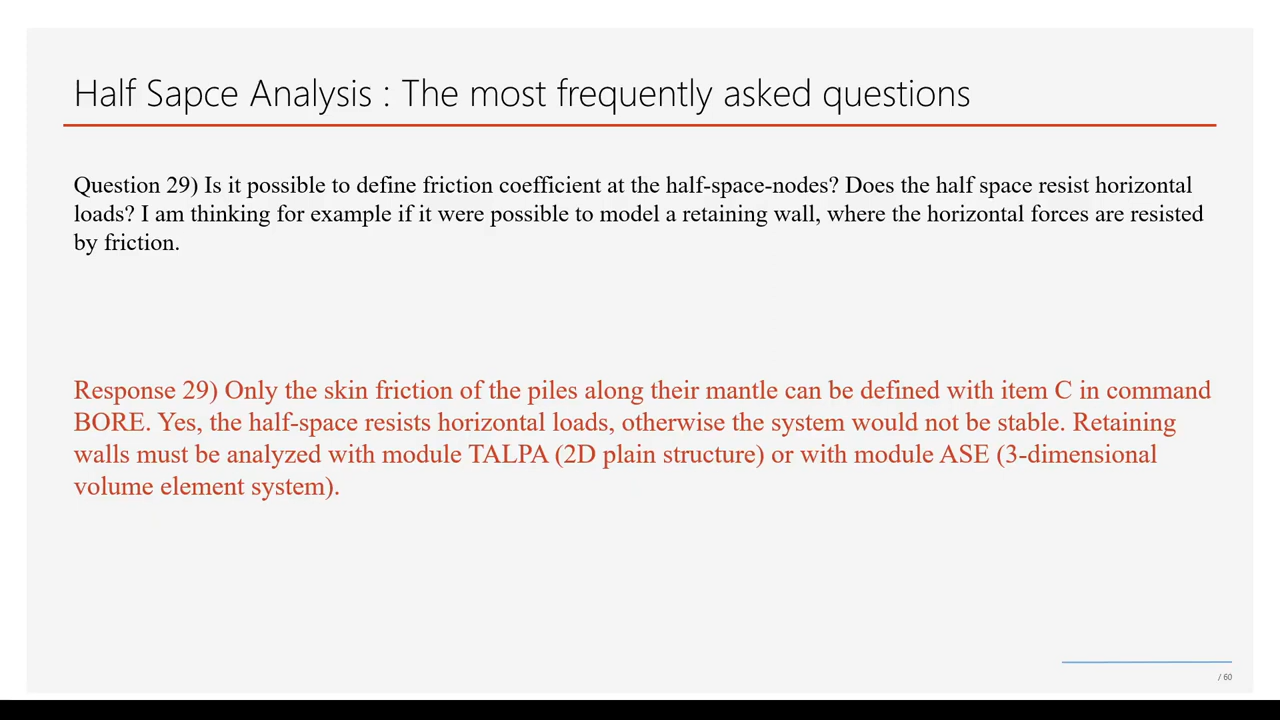 Half Sapce Analysis : The most frequently asked questions
Question 29) Is it possible to define friction coefficient at the half-space-nodes? Does the half space resist horizontal
loads? I am thinking for example if it were possible to model a retaining wall, where the horizontal forces are resisted
by friction.
Response 29) Only the skin friction of the piles along their mantle can be defined with item C in command
BORE. Yes, the half-space resists horizontal loads, otherwise the system would not be stable. Retaining
walls must be analyzed with module TALPA (2D plain structure) or with module ASE (3-dimensional
volume element system).
/ 60